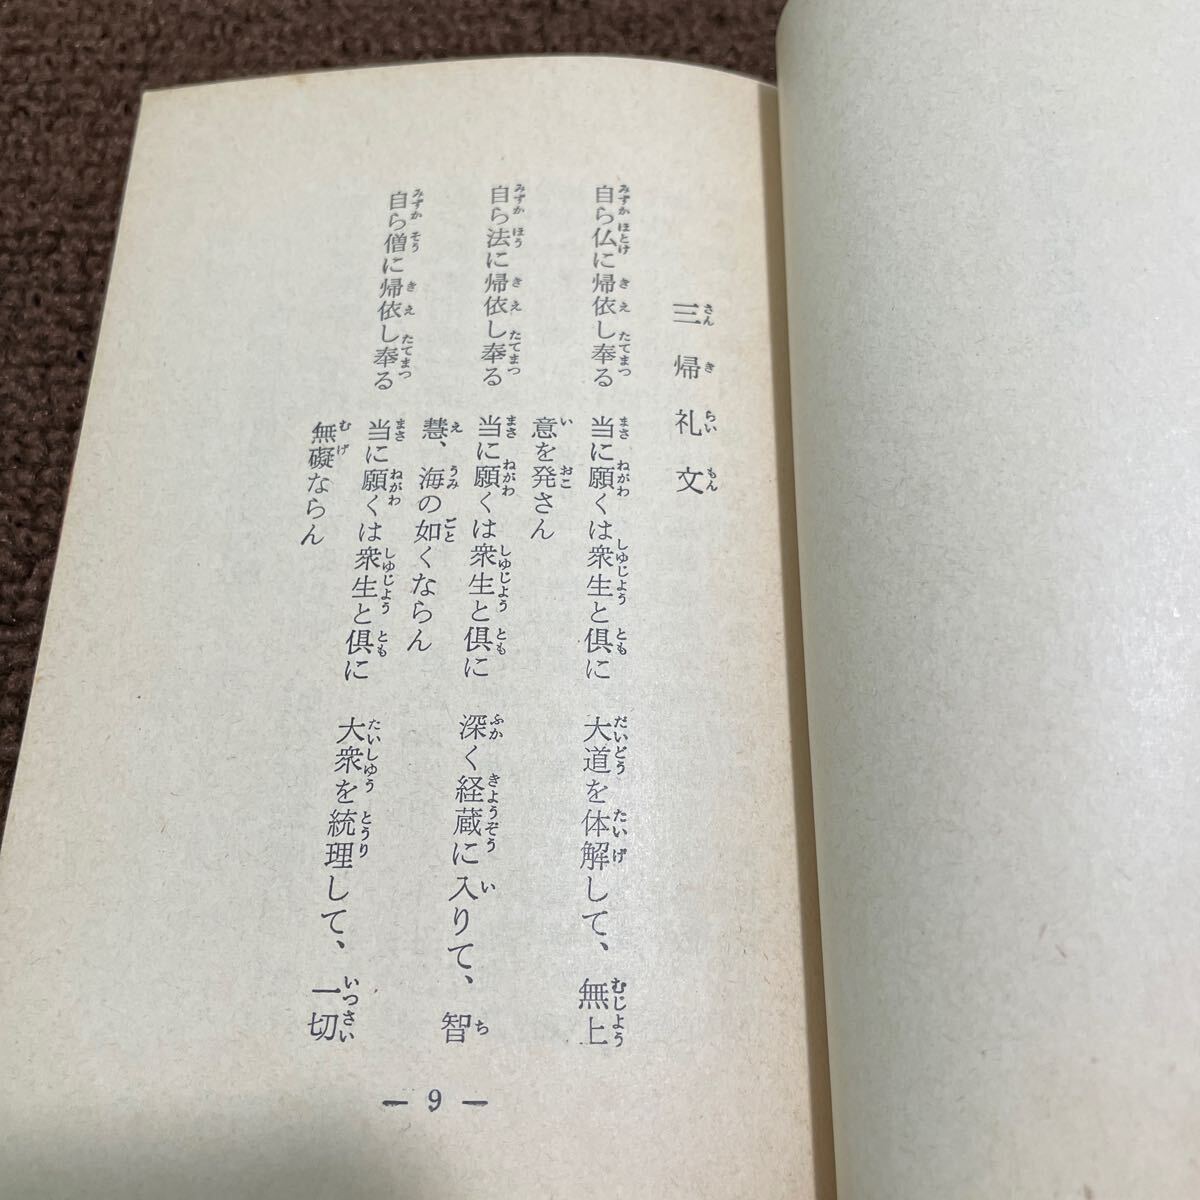 三帰礼文
自ら仏に帰依し奉る
当に願くは衆生と倶に 大道を体解して、無上
意を発さん
自ら法に帰依し奉る
当に願くは衆生と倶に 深く経蔵に入りて、智
慧、海の如くならん
自ら僧に帰依し奉る
当に願くは衆生と倶に 大衆を統理して、一切
無礙ならん
— 9 —